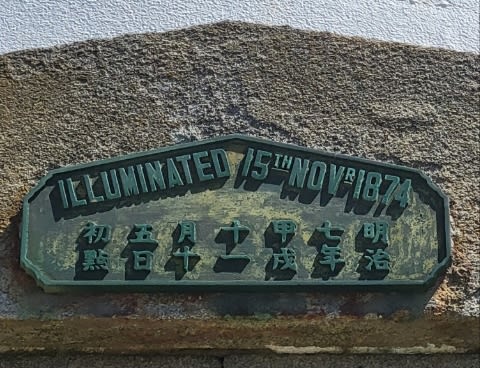 ILLUMINATED 15TH NOVR 1874
明治
七年
甲戌
十一
月十
五日
初點